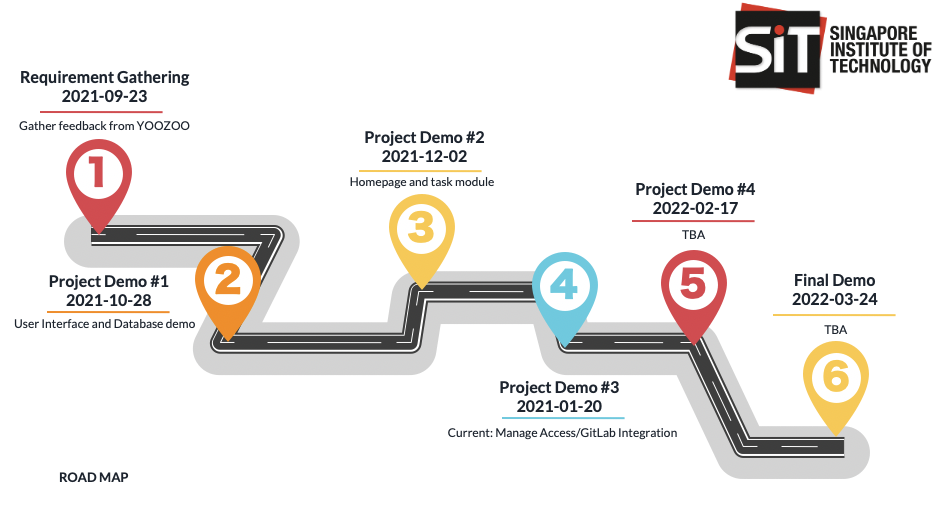 SiT
SINGAPORE
INSTITUTE OF
TECHNOLOGY
Requirement Gathering
2021-09-23
Gather feedback from YOOZOO
1
Project Demo #1
2021-10-28
User Interface and Database demo
2
Project Demo #2
2021-12-02
Homepage and task module
3
4
Project Demo #3
2021-01-20
Current: Manage Access/GitLab Integration
Project Demo #4
2022-02-17
TBA
5
Final Demo
2022-03-24
TBA
6
ROAD MAP